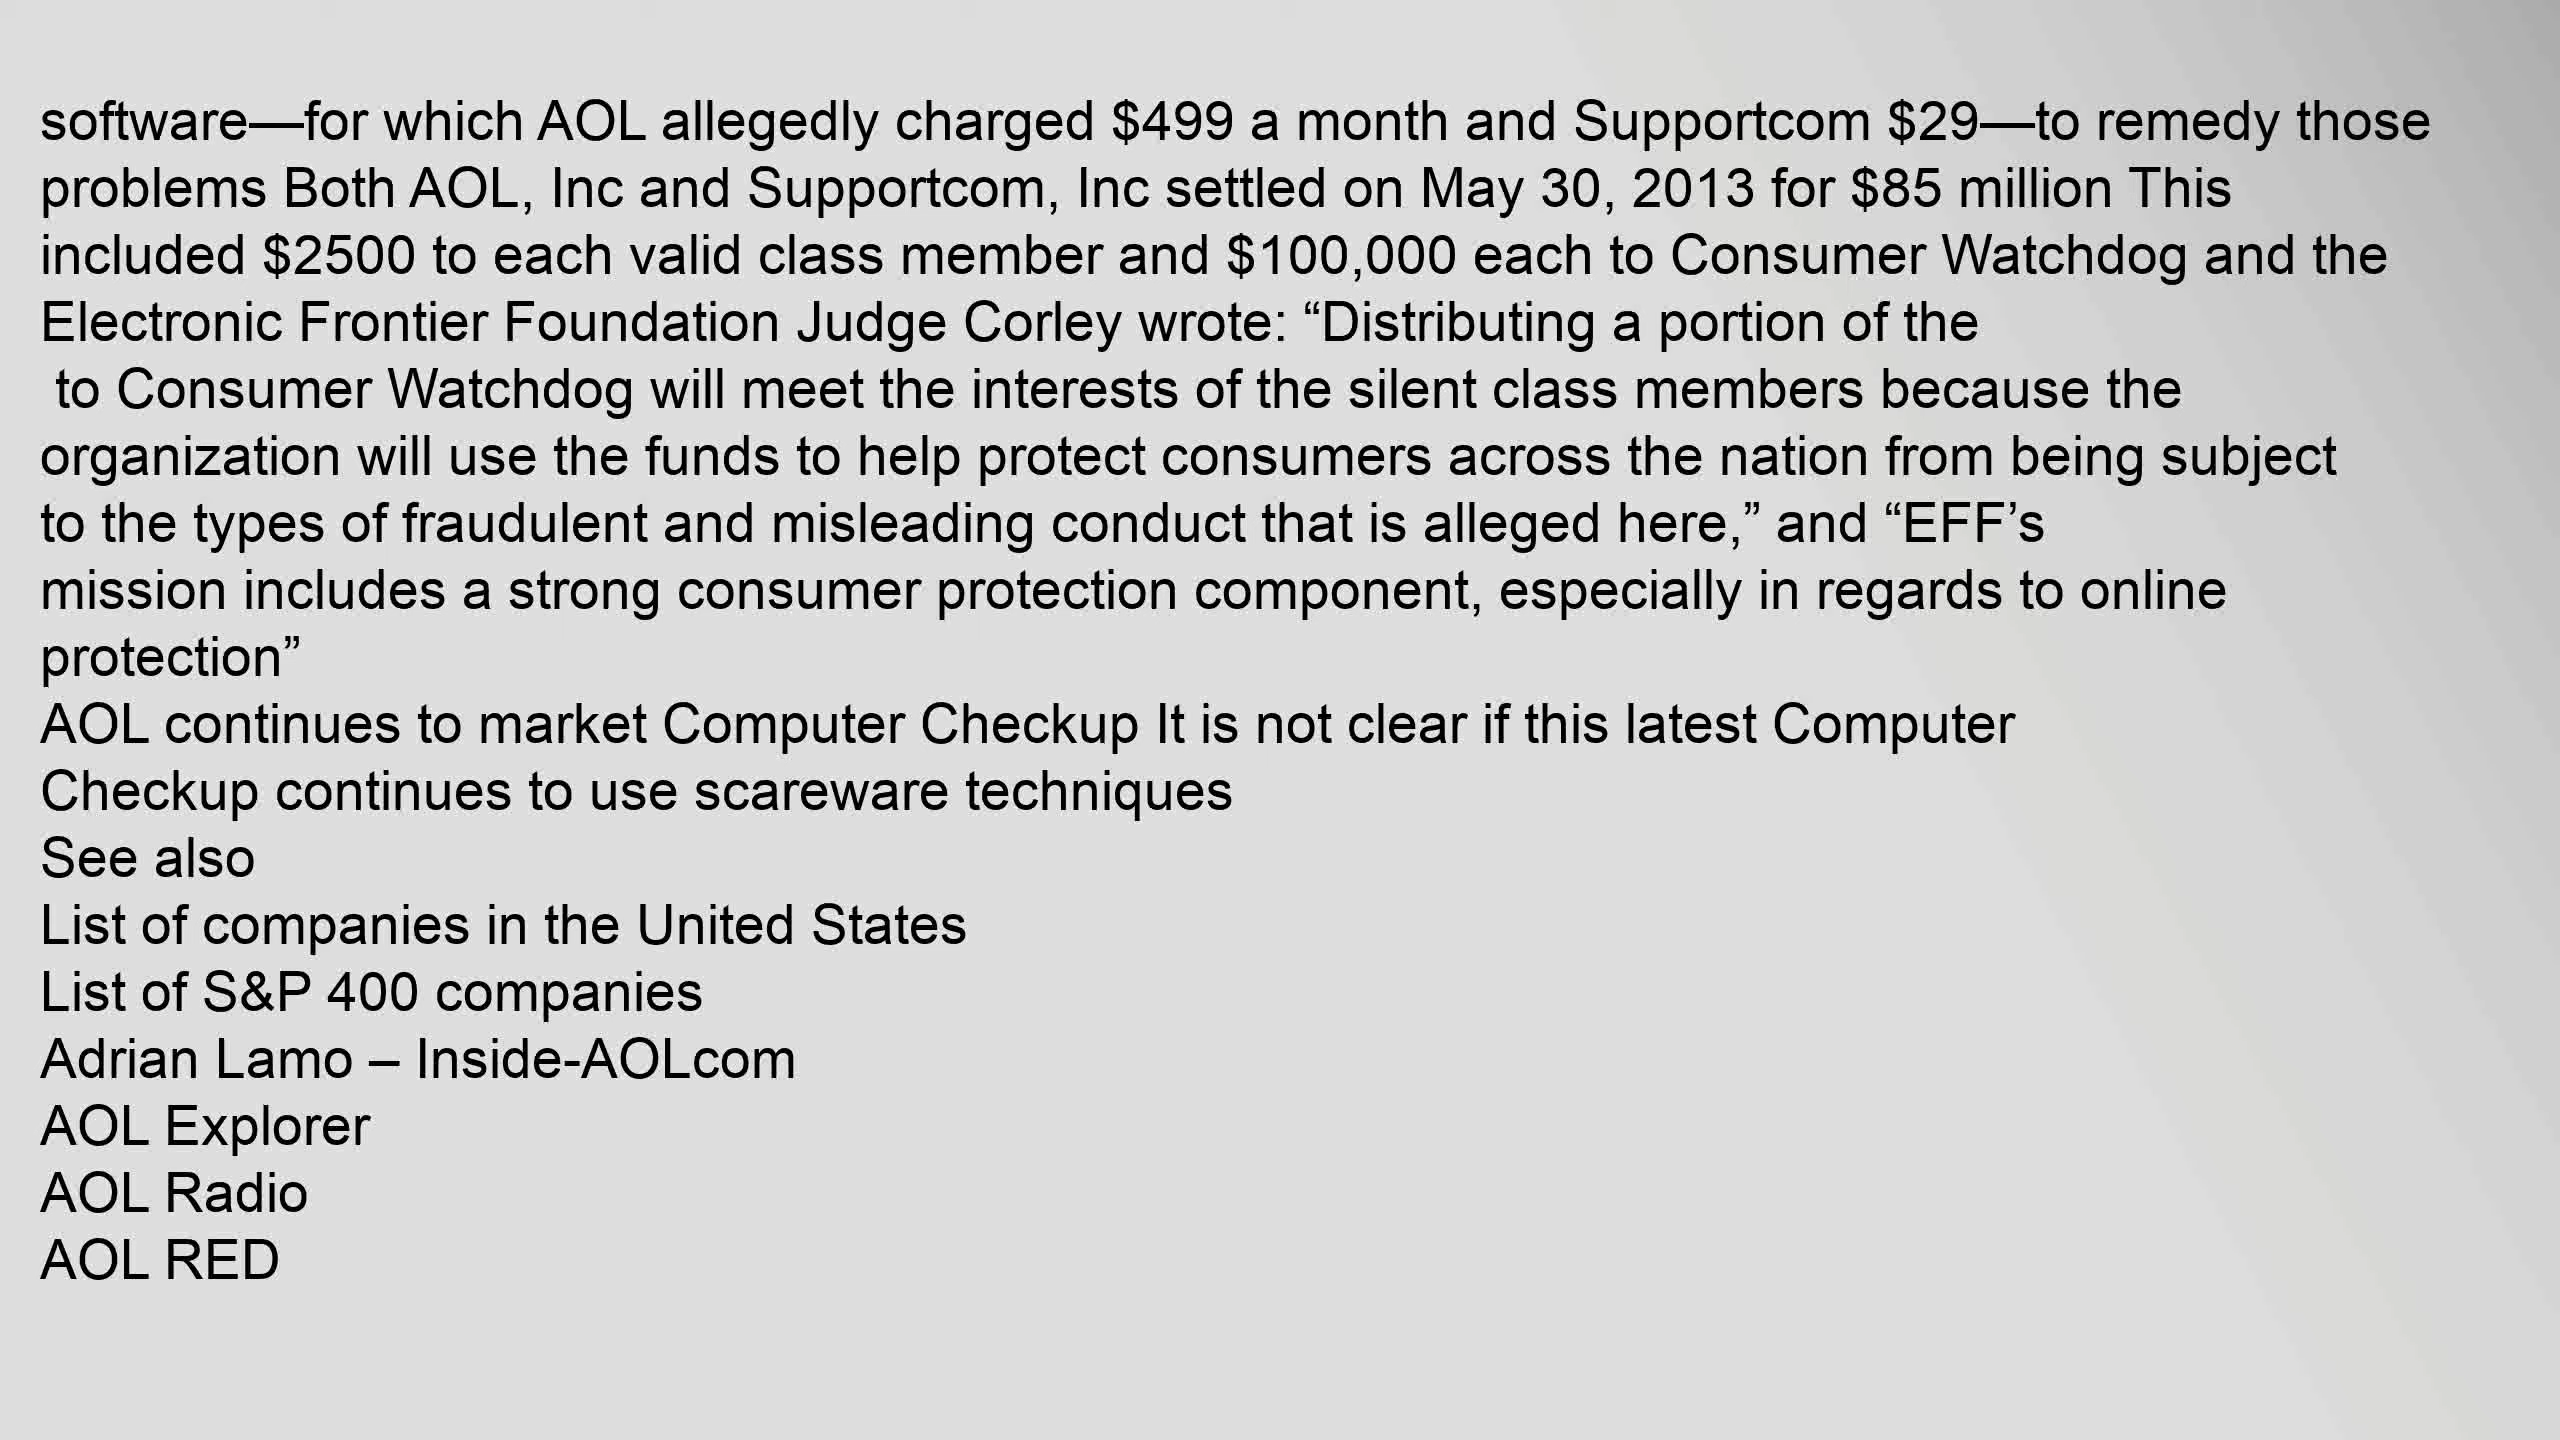 software—for which AOL allegedly charged $499 a month and Supportcom $29—to remedy those
problems Both AOL, Inc and Supportcom, Inc settled on May 30, 2013 for $85 million This
included $2500 to each valid class member and $100,000 each to Consumer Watchdog and the
Electronic Frontier Foundation Judge Corley wrote: “Distributing a portion of the
to Consumer Watchdog will meet the interests of the silent class members because the
organization will use the funds to help protect consumers across the nation from being subject
to the types of fraudulent and misleading conduct that is alleged here,” and “EFF’s
mission includes a strong consumer protection component, especially in regards to online
protection”
AOL continues to market Computer Checkup It is not clear if this latest Computer
Checkup continues to use scareware techniques
See also
List of companies in the United States
List of S&P 400 companies
Adrian Lamo – Inside-AOLcom
AOL Explorer
AOL Radio
AOL RED